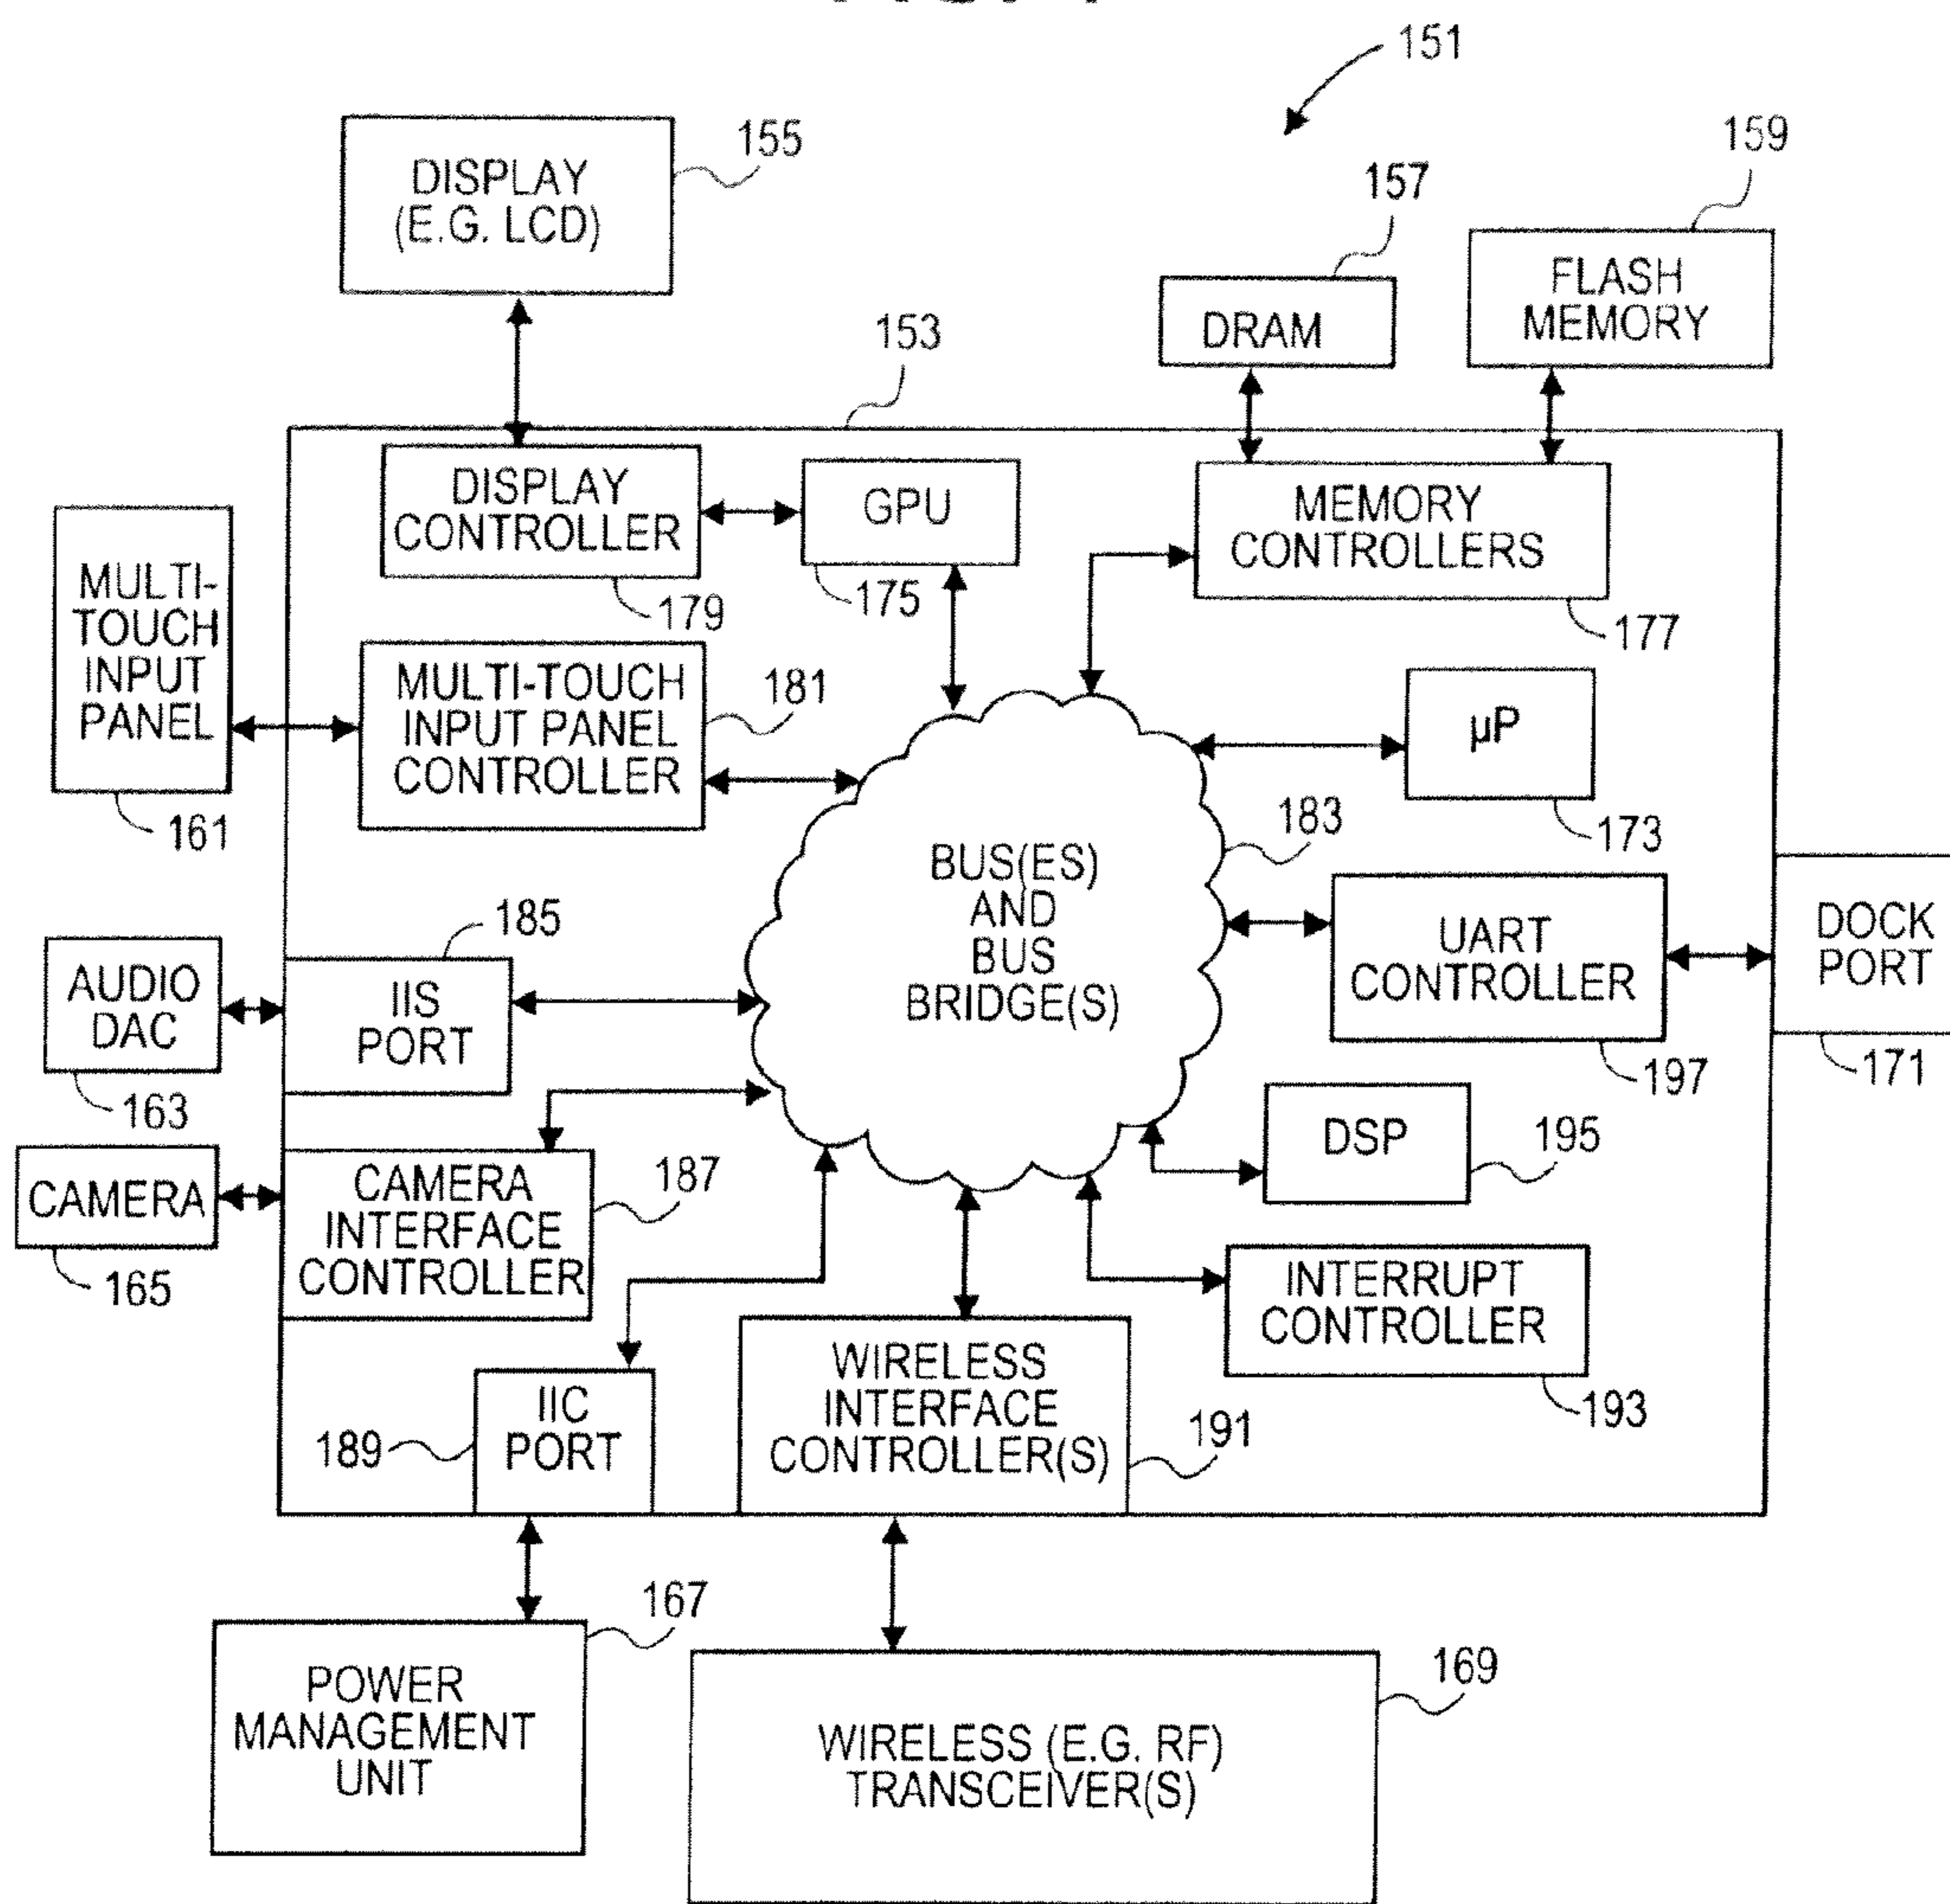 151
155
DISPLAY
(E.G. LCD)
159
157
FLASH
MEMORY
DRAM
153
DISPLAY
CONTROLLER
179
GPU
175
MEMORY
CONTROLLERS
177
MULTI-
TOUCH
INPUT
PANEL
161
MULTI-TOUCH
INPUT PANEL
CONTROLLER
181
µP
173
183
BUS(ES)
AND
BUS
BRIDGE(S)
UART
CONTROLLER
197
DOCK
PORT
171
185
IIS
PORT
AUDIO
DAC
163
DSP
195
CAMERA
165
CAMERA
INTERFACE
CONTROLLER
187
INTERRUPT
CONTROLLER
193
189
IIC
PORT
WIRELESS
INTERFACE
CONTROLLER(S)
191
167
POWER
MANAGEMENT
UNIT
169
WIRELESS (E.G. RF)
TRANSCEIVER(S)